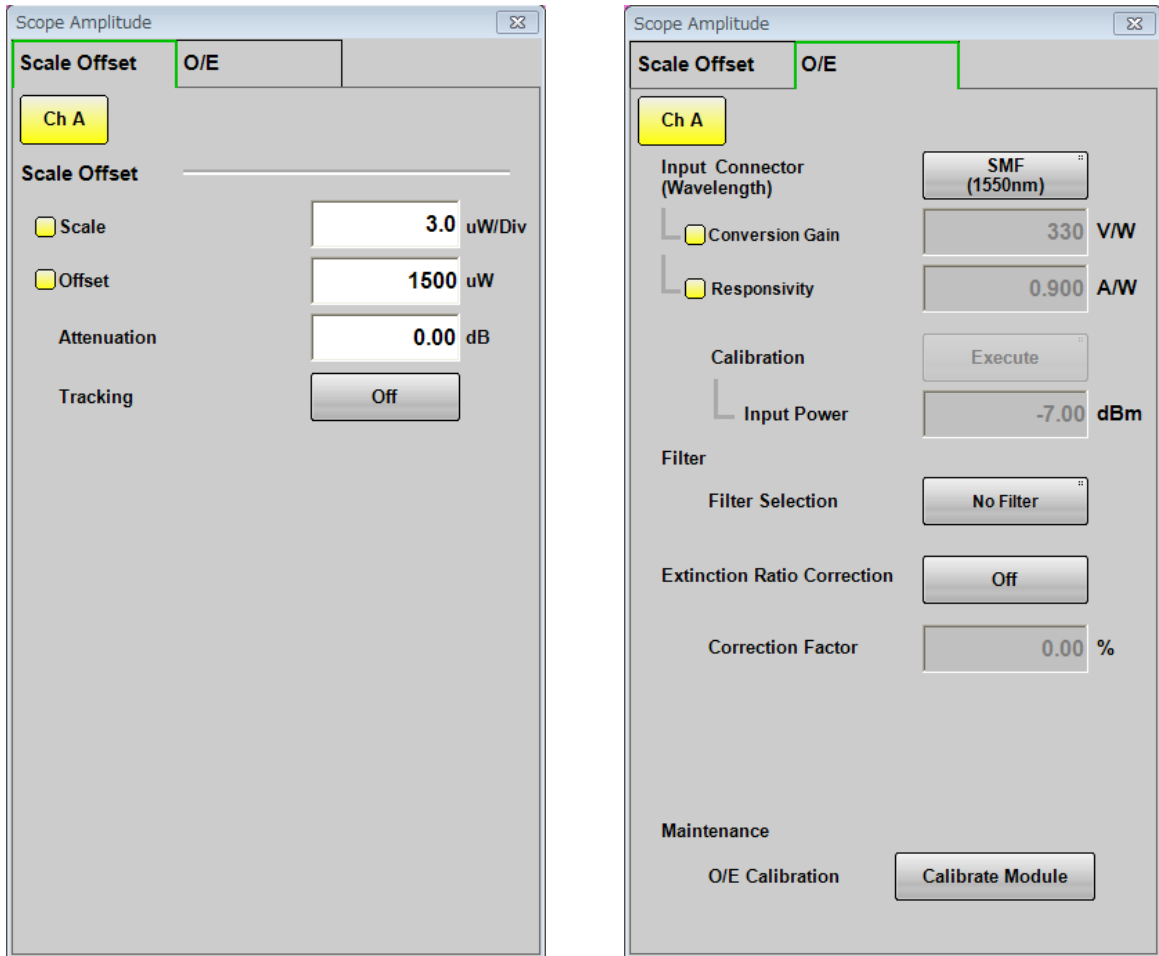 Scope Amplitude
Scale Offset O/E
Ch A
Scale Offset
Scale 3.0 uW/Div
Offset 1500 uW
Attenuation 0.00 dB
Tracking Off
Scope Amplitude
Scale Offset O/E
Ch A
Input Connector
(Wavelength)
SMF
(1550nm)
Conversion Gain 330 V/W
Responsivity 0.900 A/W
Calibration Execute
Input Power -7.00 dBm
Filter
Filter Selection No Filter
Extinction Ratio Correction Off
Correction Factor 0.00 %
Maintenance
O/E Calibration Calibrate Module